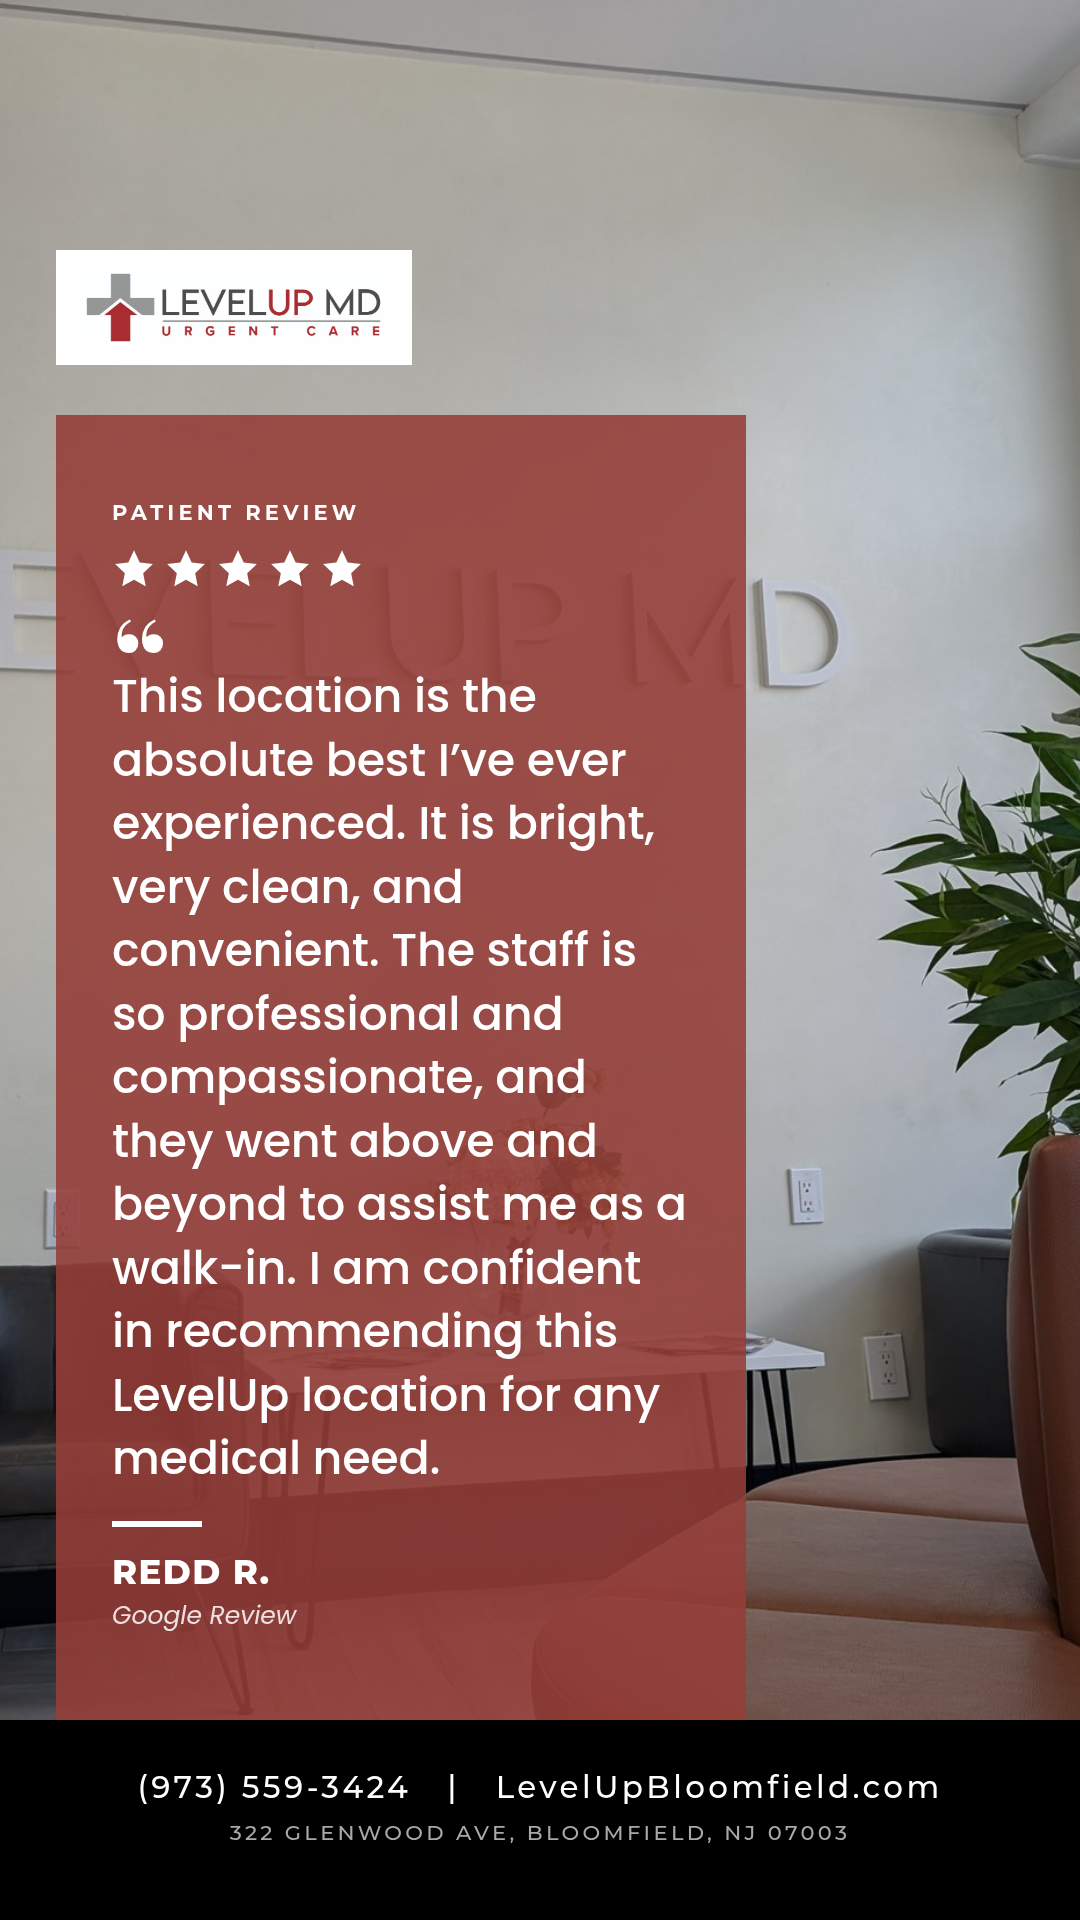 LEVELUP MD
URGENT CARE
PATIENT REVIEW
EVELUP MD
“
This location is the
absolute best I’ve ever
experienced. It is bright,
very clean, and
convenient. The staff is
so professional and
compassionate, and
they went above and
beyond to assist me as a
walk-in. I am confident
in recommending this
LevelUp location for any
medical need.
REDD R.
Google Review
(973) 559-3424 | LevelUpBloomfield.com
322 GLENWOOD AVE, BLOOMFIELD, NJ 07003